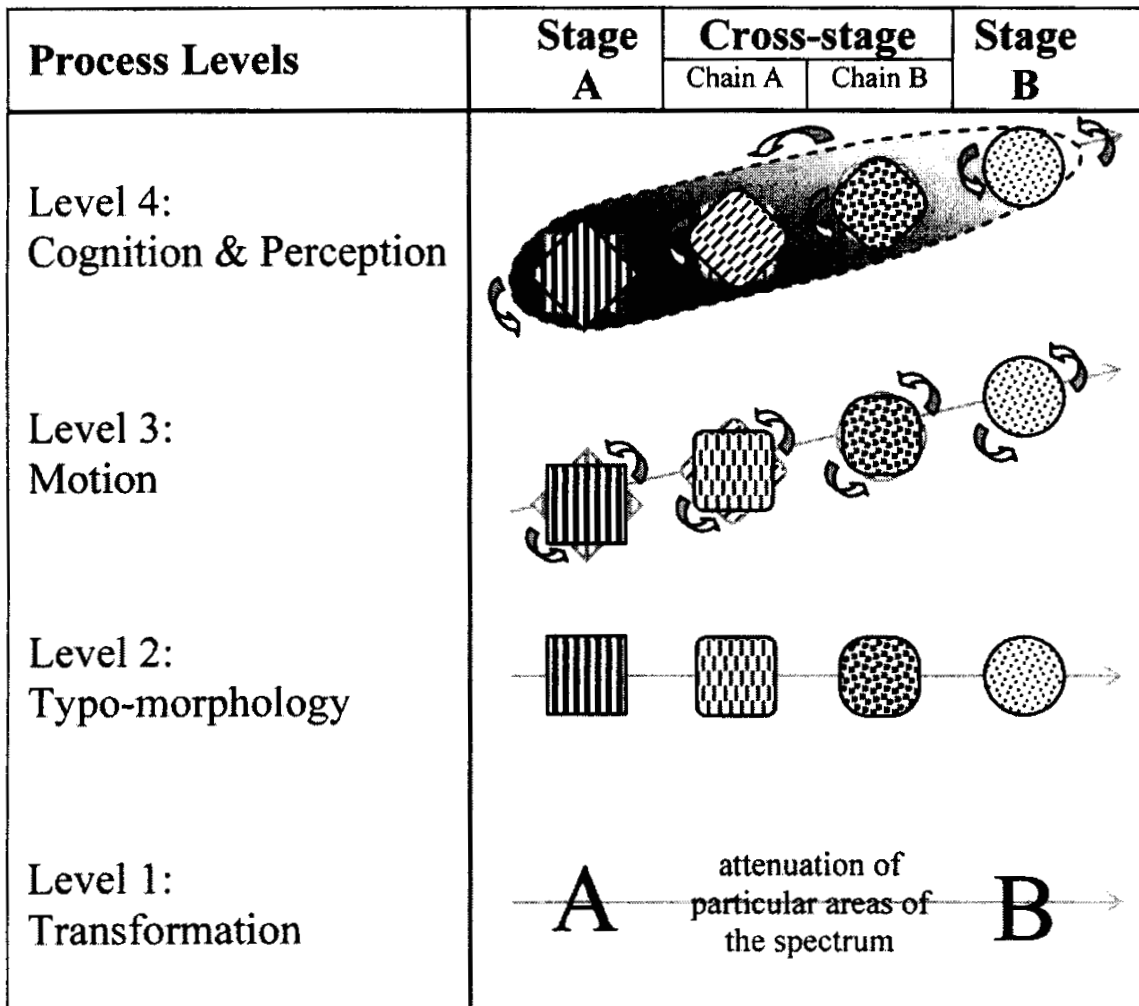 Process Levels
Stage
A
Cross-stage
Chain A
Chain B
Stage
B
Level 4:
Cognition & Perception
Level 3:
Motion
Level 2:
Typo-morphology
Level 1:
Transformation
A
attenuation of
particular areas of
the spectrum
B